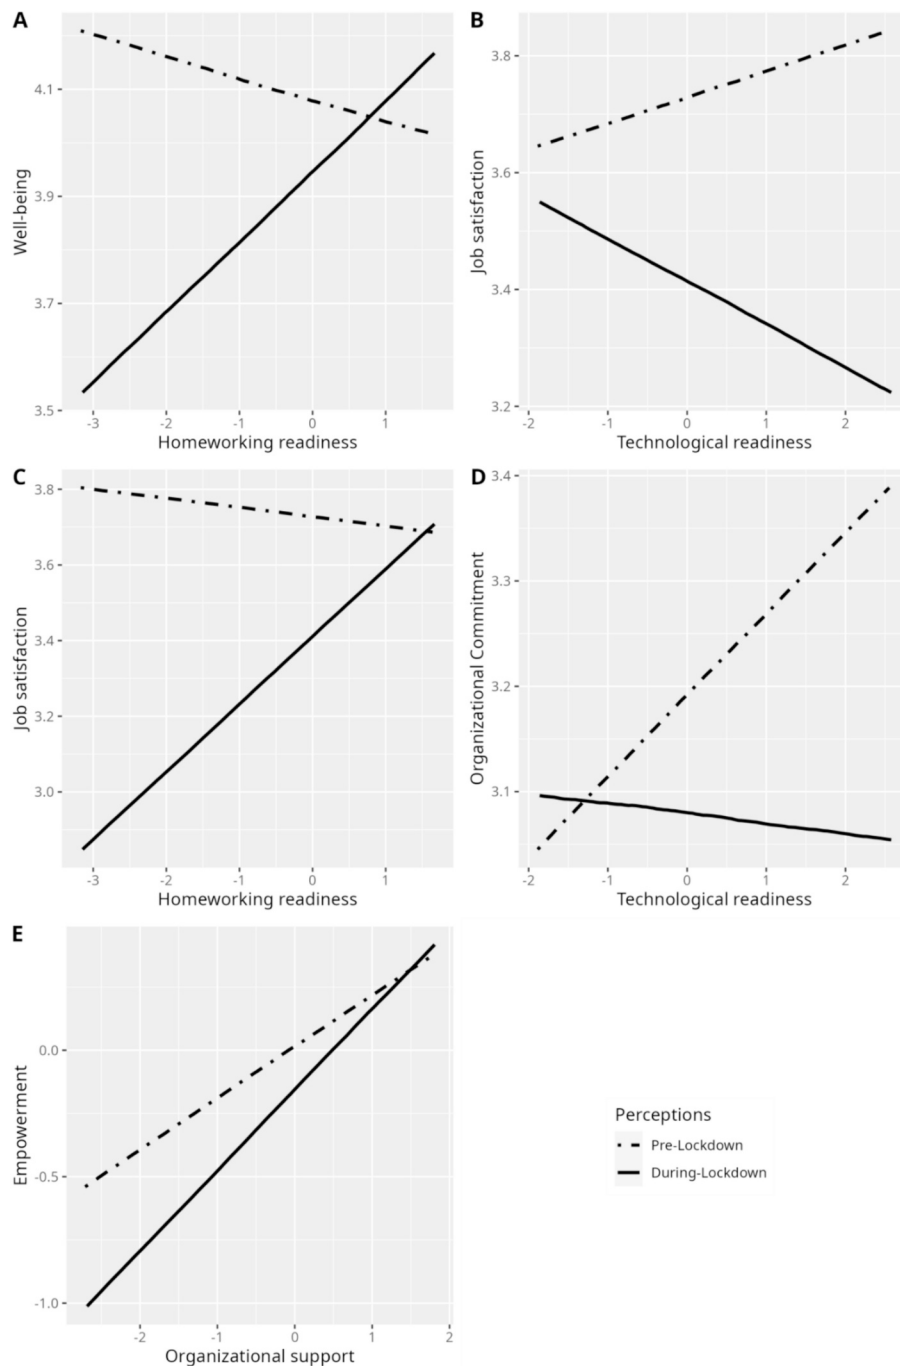 A
4.1
3.9
3.7
3.5
Well-being
-3 -2 -1 0 1
Homeworking readiness
B
3.8
3.6
3.4
3.2
Job satisfaction
-2 -1 0 1 2
Technological readiness
C
3.8
3.6
3.4
3.2
3.0
Job satisfaction
-3 -2 -1 0 1
Homeworking readiness
D
3.4
3.3
3.2
3.1
Organizational Commitment
-2 -1 0 1 2
Technological readiness
E
0.0
-0.5
-1.0
Empowerment
-2 -1 0 1 2
Organizational support
Perceptions
Pre-Lockdown
During-Lockdown